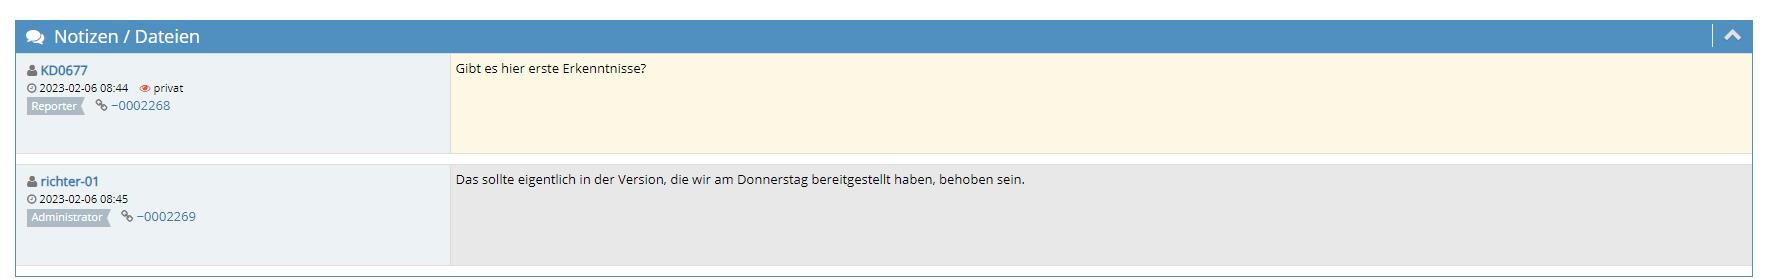 Notizen / Dateien
KD0677
2023-02-06 08:44 privat
Reporter ~0002268
Gibt es hier erste Erkenntnisse?
richter-01
2023-02-06 08:45
Administrator ~0002269
Das sollte eigentlich in der Version, die wir am Donnerstag bereitgestellt haben, behoben sein.